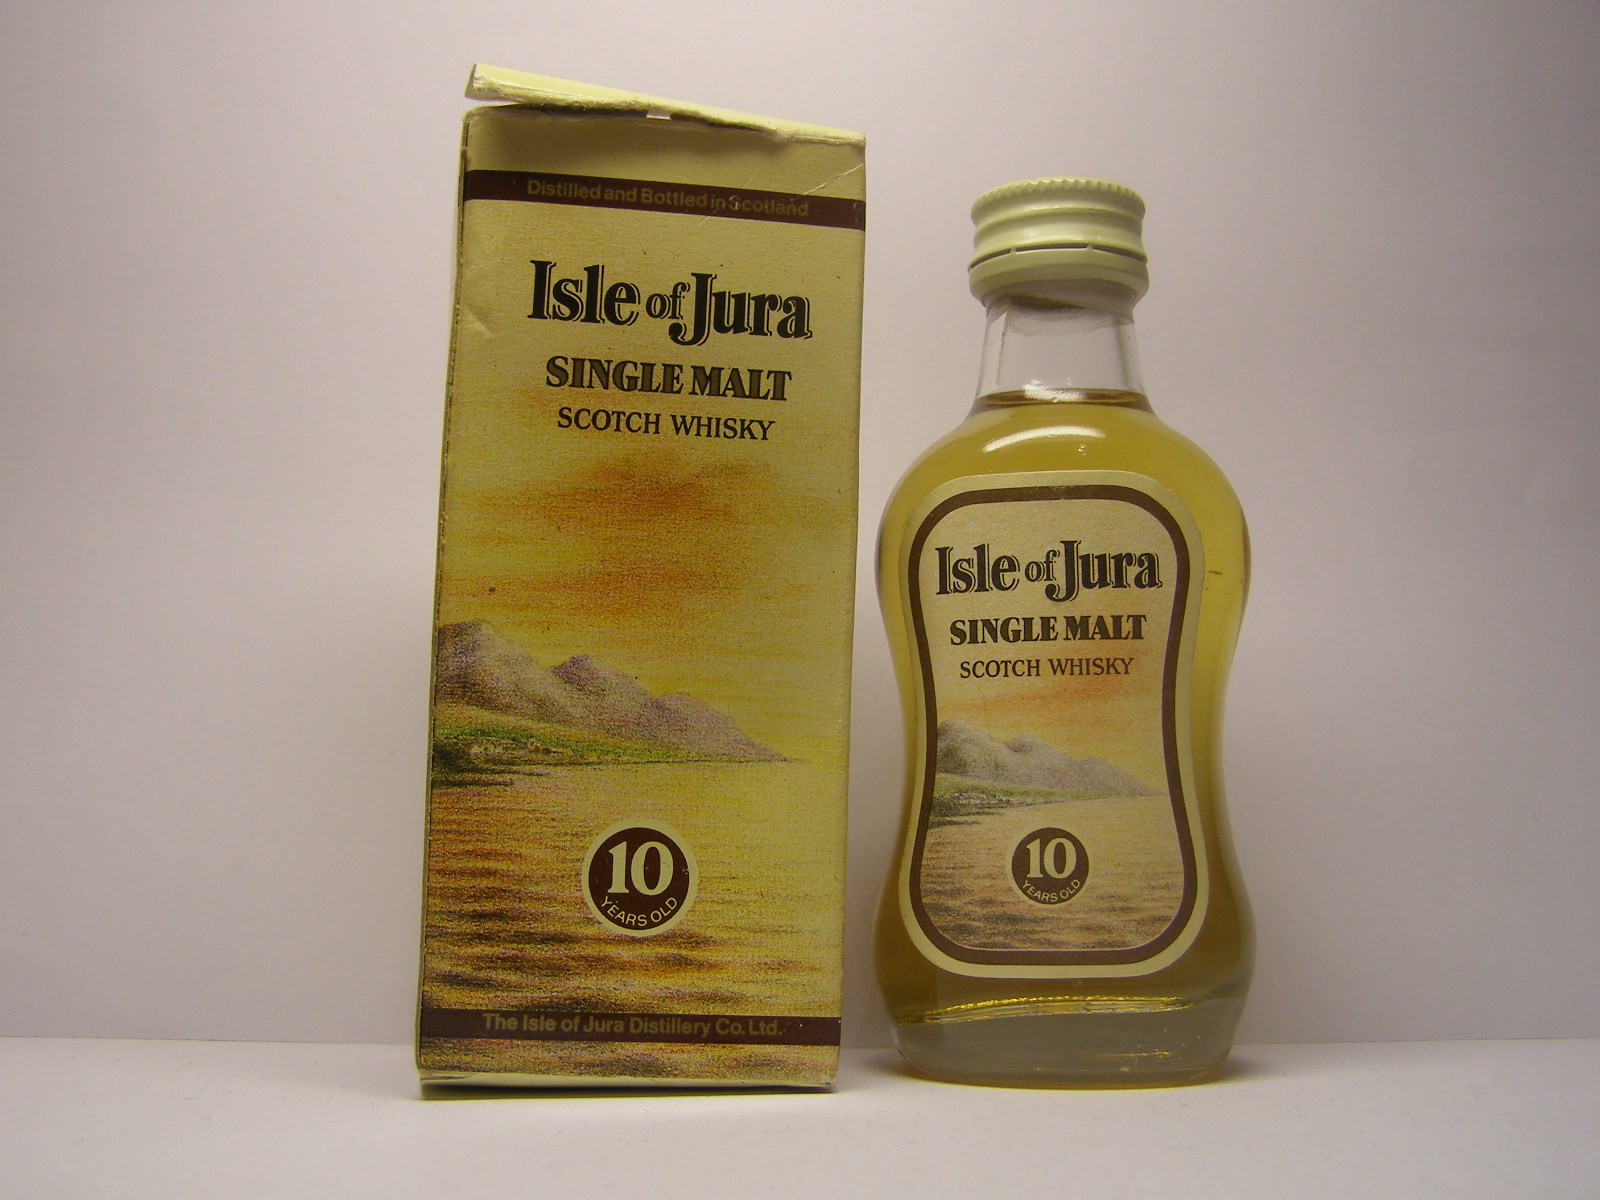 Distilled and Bottled in Scotland
Isle of Jura
SINGLE MALT
SCOTCH WHISKY
10
YEARS OLD
The Isle of Jura Distillery Co. Ltd.
Isle of Jura
SINGLE MALT
SCOTCH WHISKY
10
YEARS OLD